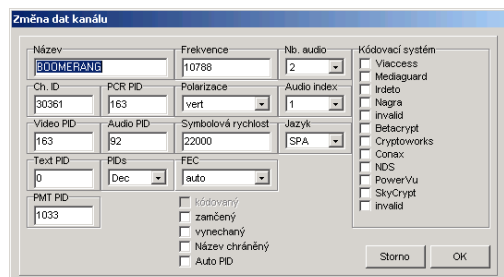 Změna dat kanálu
Název
BOOMERANG
Frekvence
10788
Nb. audio
2
Kódovací systém
Viaccess
Mediaguard
Irdeto
Nagra
invalid
Betacrypt
Cryptoworks
Conax
NDS
PowerVu
SkyCrypt
invalid
Ch. ID
30361
PCR PID
163
Polarizace
vert
Audio index
1
Video PID
163
Audio PID
92
Symbolová rychlost
22000
Jazyk
SPA
Text PID
0
PIDs
Dec
FEC
auto
PMT PID
1033
kódovaný
zamčený
vynechaný
Název chráněný
Auto PID
Storno
OK